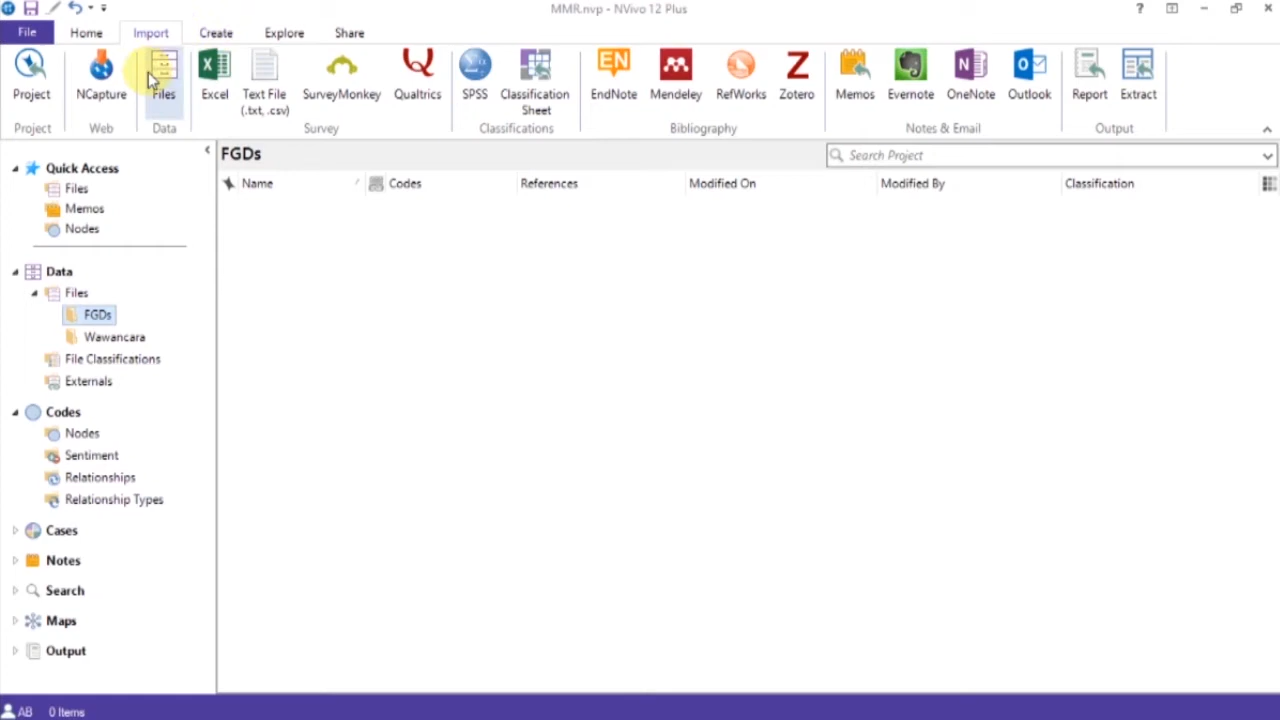 MMR.nvp - NVivo 12 Plus
?
File Home Import Create Explore Share
Project NCapture Files Excel Text File (.txt, .csv) SurveyMonkey Qualtrics SPSS Classification Sheet EN EndNote Mendeley RefWorks Z Zotero Memos Evernote OneNote Outlook Report Extract
Project Web Data Survey Classifications Bibliography Notes & Email Output
FGDs
Search Project
Name Codes References Modified On Modified By Classification
Quick Access
Files
Memos
Nodes
Data
Files
FGDs
Wawancara
File Classifications
Externals
Codes
Nodes
Sentiment
Relationships
Relationship Types
Cases
Notes
Search
Maps
Output
AB 0 Items